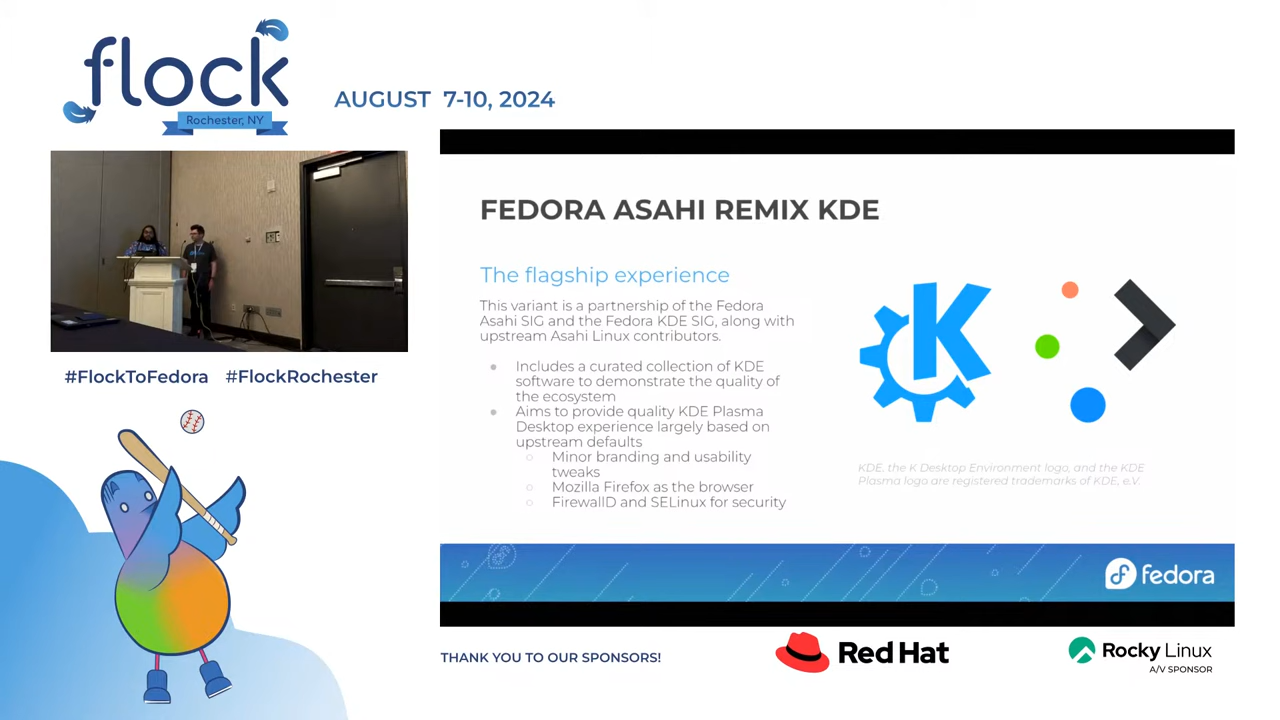 flock
Rochester, NY
AUGUST 7-10, 2024
FEDORA ASAHI REMIX KDE
The flagship experience
This variant is a partnership of the Fedora
Asahi SIG and the Fedora KDE SIG, along with
upstream Asahi Linux contributors.
Includes a curated collection of KDE
software to demonstrate the quality of
the ecosystem
Aims to provide quality KDE Plasma
Desktop experience largely based on
upstream defaults
Minor branding and usability
tweaks
Mozilla Firefox as the browser
FirewallD and SELinux for security
K
KDE, the K Desktop Environment logo, and the KDE
Plasma logo are registered trademarks of KDE, e.V.
fedora
#FlockToFedora #FlockRochester
THANK YOU TO OUR SPONSORS!
Red Hat
Rocky Linux
A/V SPONSOR